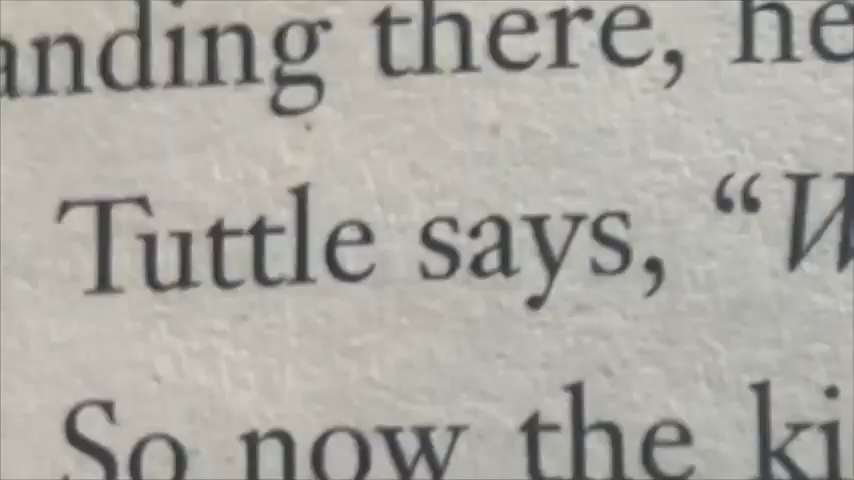 anding there, he
Tuttle says, “W
So now the ki